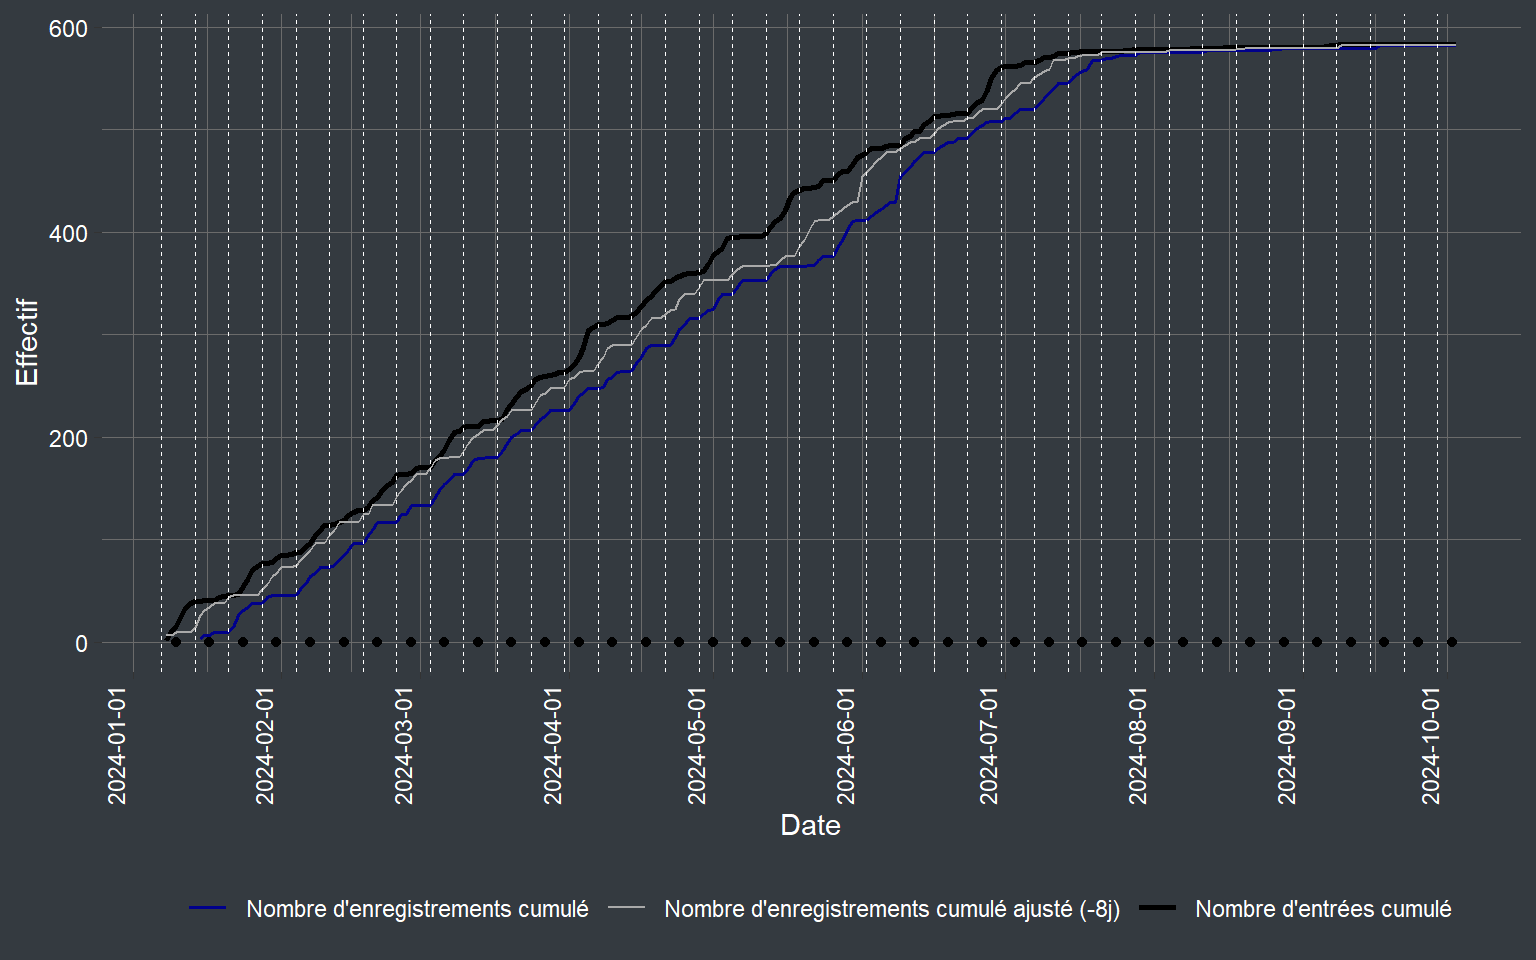 600
400
200
0
Effectif
2024-01-01
2024-02-01
2024-03-01
2024-04-01
2024-05-01
2024-06-01
2024-07-01
2024-08-01
2024-09-01
2024-10-01
Date
Nombre d'enregistrements cumulé
Nombre d'enregistrements cumulé ajusté (-8j)
Nombre d'entrées cumulé